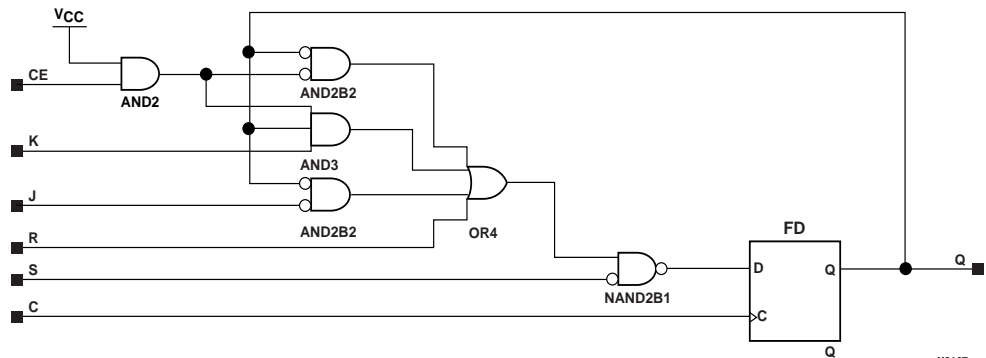 VCC
CE
AND2
AND2B2
K
AND3
J
AND2B2
R
OR4
S
NAND2B1
C
FD
D
Q
C
Q
Q